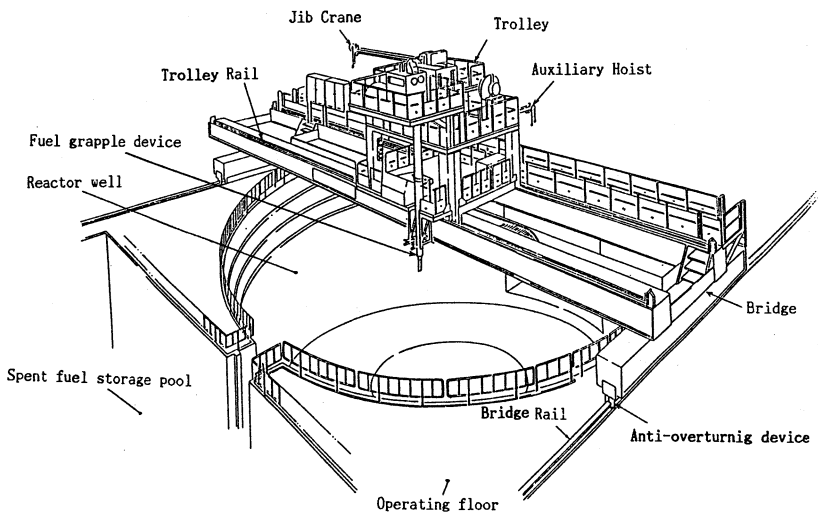 Jib Crane
Trolley
Trolley Rail
Auxiliary Hoist
Fuel grapple device
Reactor well
Bridge
Spent fuel storage pool
Bridge Rail
Anti-overturnig device
Operating floor